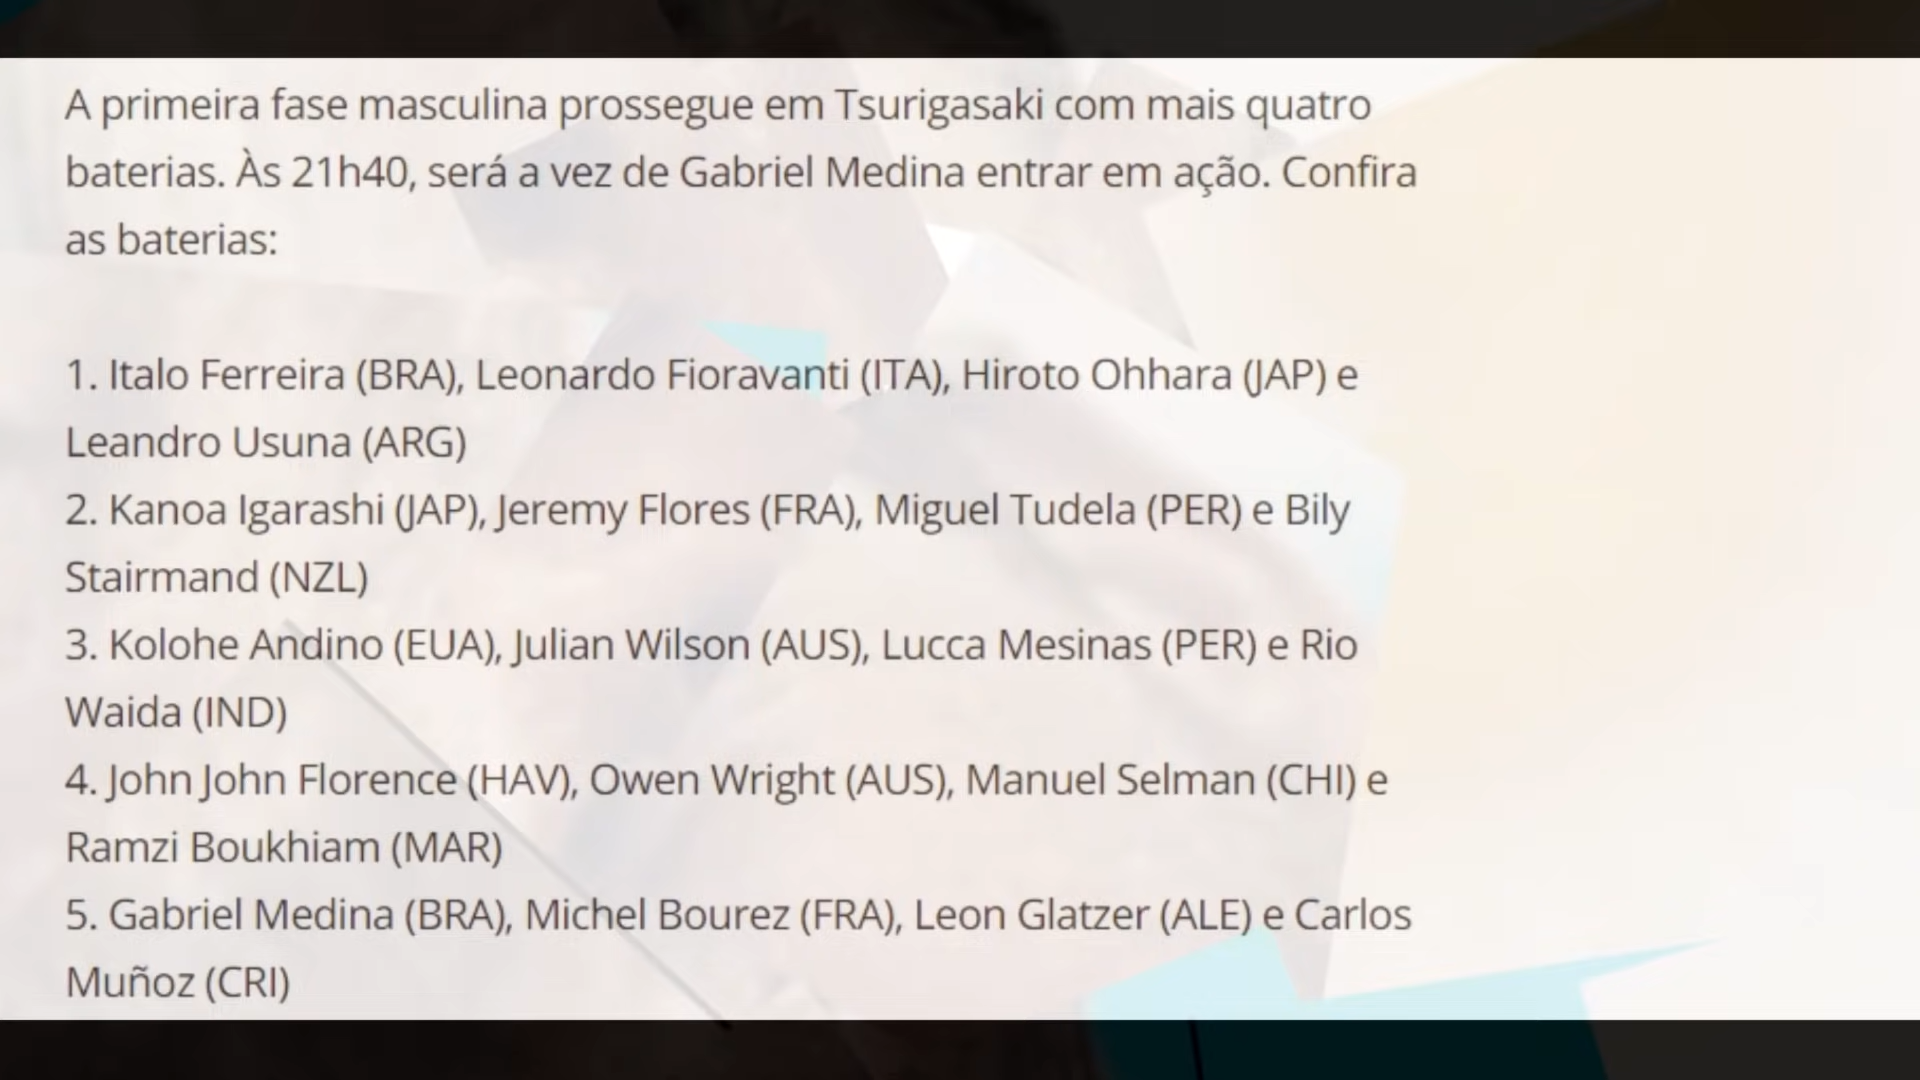 A primeira fase masculina prossegue em Tsurigasaki com mais quatro
baterias. Às 21h40, será a vez de Gabriel Medina entrar em ação. Confira
as baterias:
1. Italo Ferreira (BRA), Leonardo Fioravanti (ITA), Hiroto Ohhara (JAP) e
Leandro Usuna (ARG)
2. Kanoa Igarashi (JAP), Jeremy Flores (FRA), Miguel Tudela (PER) e Bily
Stairmand (NZL)
3. Kolohe Andino (EUA), Julian Wilson (AUS), Lucca Mesinas (PER) e Rio
Waida (IND)
4. John John Florence (HAV), Owen Wright (AUS), Manuel Selman (CHI) e
Ramzi Boukhiam (MAR)
5. Gabriel Medina (BRA), Michel Bourez (FRA), Leon Glatzer (ALE) e Carlos
Muñoz (CRI)